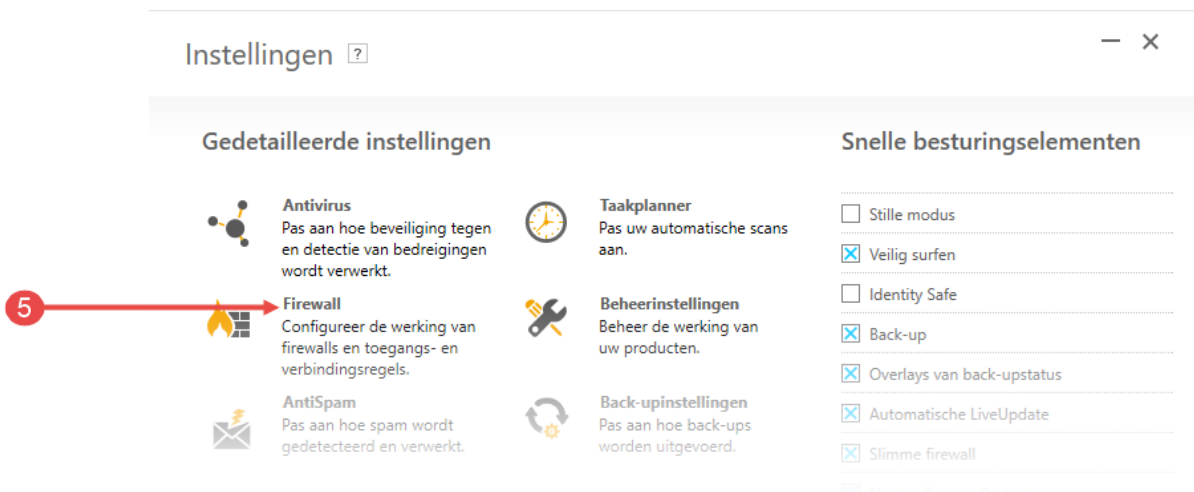 Instellingen ?
Gedetailleerde instellingen
Antivirus
Pas aan hoe beveiliging tegen
en detectie van bedreigingen
wordt verwerkt.
5
Firewall
Configureer de werking van
firewalls en toegangs- en
verbindingsregels.
AntiSpam
Pas aan hoe spam wordt
gedetecteerd en verwerkt.
Taakplanner
Pas uw automatische scans
aan.
Beheerinstellingen
Beheer de werking van
uw producten.
Back-upinstellingen
Pas aan hoe back-ups
worden uitgevoerd.
Snelle besturingselementen
Stille modus
Veilig surfen
Identity Safe
Back-up
Overlays van back-upstatus
Automatische LiveUpdate
Slimme firewall